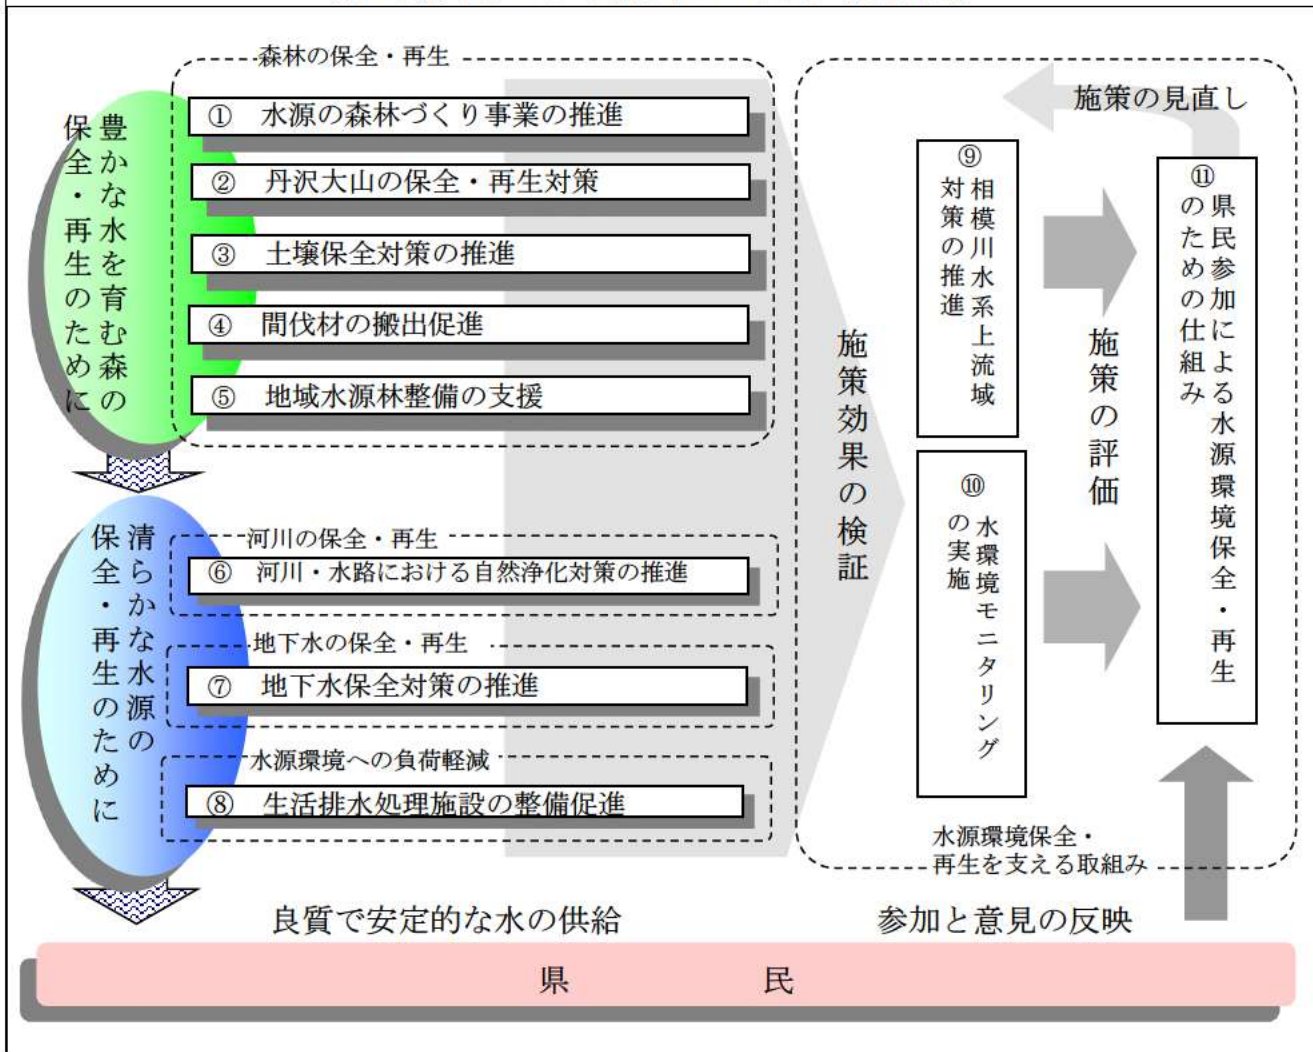 森林の保全・再生
豊かな水を育む森の
保全・再生のために
① 水源の森林づくり事業の推進
② 丹沢大山の保全・再生対策
③ 土壌保全対策の推進
④ 間伐材の搬出促進
⑤ 地域水源林整備の支援
清らかな水源の
保全・再生のために
河川の保全・再生
⑥ 河川・水路における自然浄化対策の推進
地下水の保全・再生
⑦ 地下水保全対策の推進
水源環境への負荷軽減
⑧ 生活排水処理施設の整備促進
施策効果の検証
⑨
相模川水系上流域
対策の推進
⑩
水環境モニタリング
の実施
施策の評価
施策の見直し
⑪
県民参加による水源環境保全・再生
のための仕組み
水源環境保全・
再生を支える取組み
良質で安定的な水の供給
参加と意見の反映
県 民